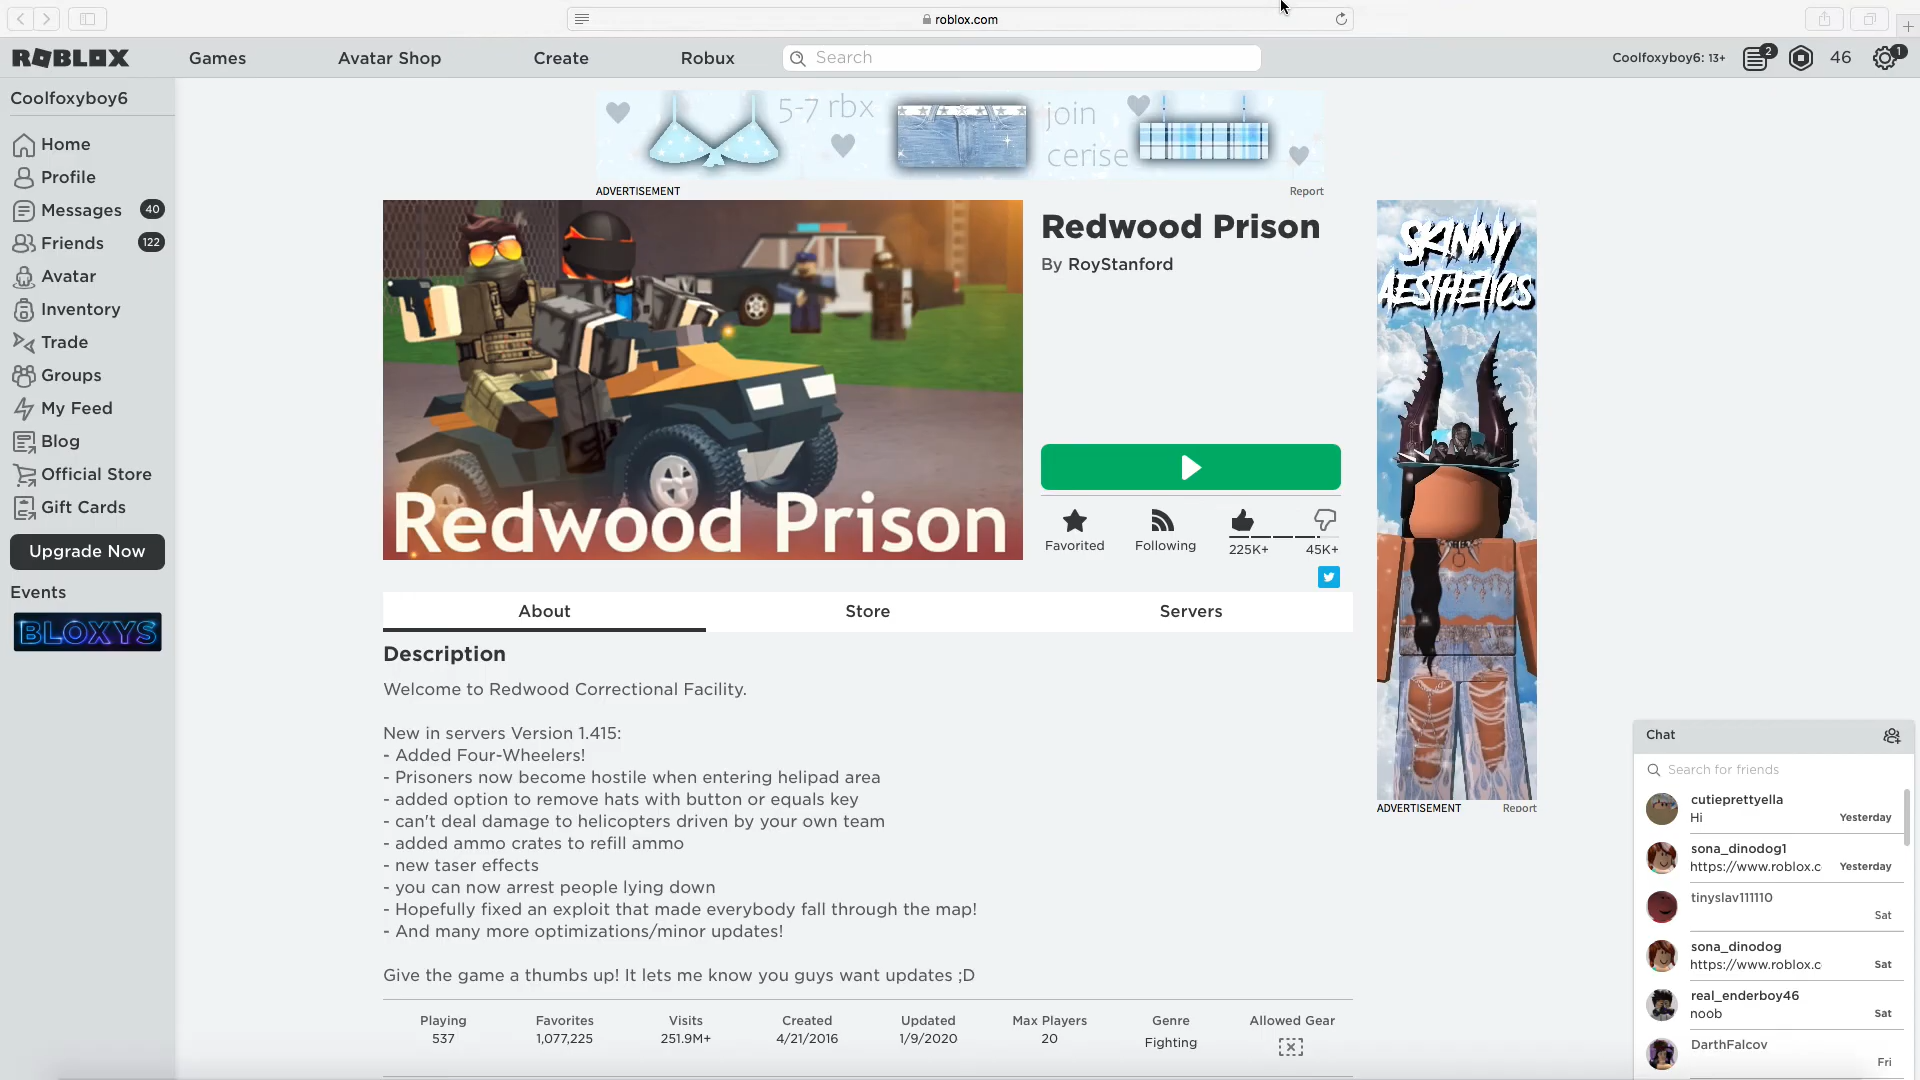 roblox.com
ROBLOX
Games
Avatar Shop
Create
Robux
Search
Coolfoxyboy6: 13+
2
46
1
Coolfoxyboy6
Home
Profile
Messages 40
Friends 122
Avatar
Inventory
Trade
Groups
My Feed
Blog
Official Store
Gift Cards
Upgrade Now
Events
BLOXYS
5-7 rbx
join
cerise
ADVERTISEMENT
Report
Redwood Prison
Redwood Prison
By RoyStanford
Favorited
Following
225K+
45K+
SKINNY
AESTHETICS
ADVERTISEMENT
Report
About
Store
Servers
Description
Welcome to Redwood Correctional Facility.
New in servers Version 1.415:
- Added Four-Wheelers!
- Prisoners now become hostile when entering helipad area
- added option to remove hats with button or equals key
- can't deal damage to helicopters driven by your own team
- added ammo crates to refill ammo
- new taser effects
- you can now arrest people lying down
- Hopefully fixed an exploit that made everybody fall through the map!
- And many more optimizations/minor updates!
Give the game a thumbs up! It lets me know you guys want updates ;D
Playing Favorites Visits Created Updated Max Players Genre Allowed Gear
537 1,077,225 251.9M+ 4/21/2016 1/9/2020 20 Fighting
Chat
Search for friends
cutieprettyella
Hi Yesterday
sona_dinodog1
https://www.roblox.c Yesterday
tinyslav111110
Sat
sona_dinodog
https://www.roblox.c Sat
real_enderboy46
noob Sat
DarthFalcov
Fri